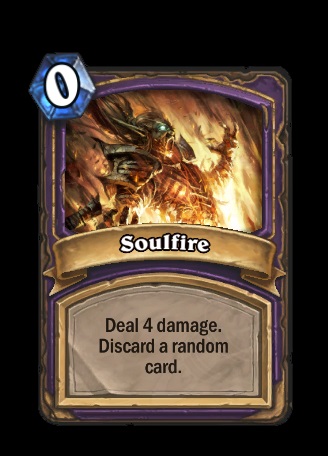 0
Soulfire
Deal 4 damage.
Discard a random
card.